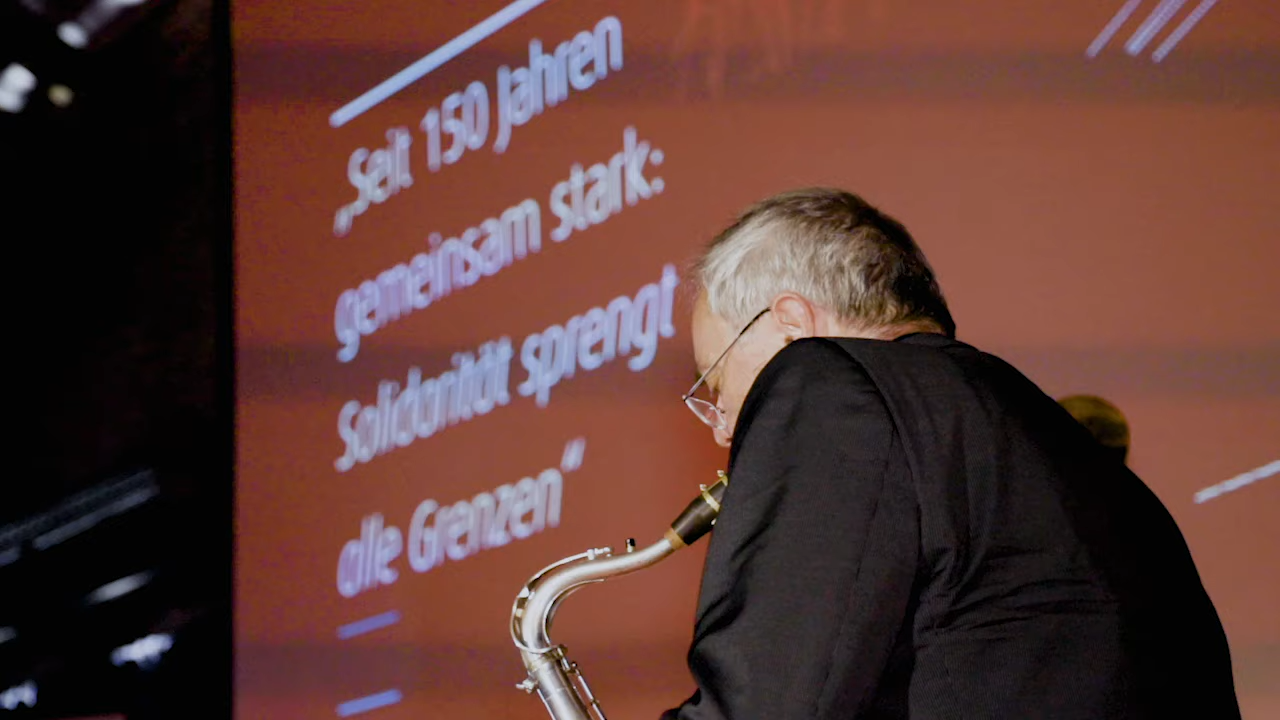 „Seit 150 Jahren
gemeinsam stark:
Solidarität sprengt
alle Grenzen“